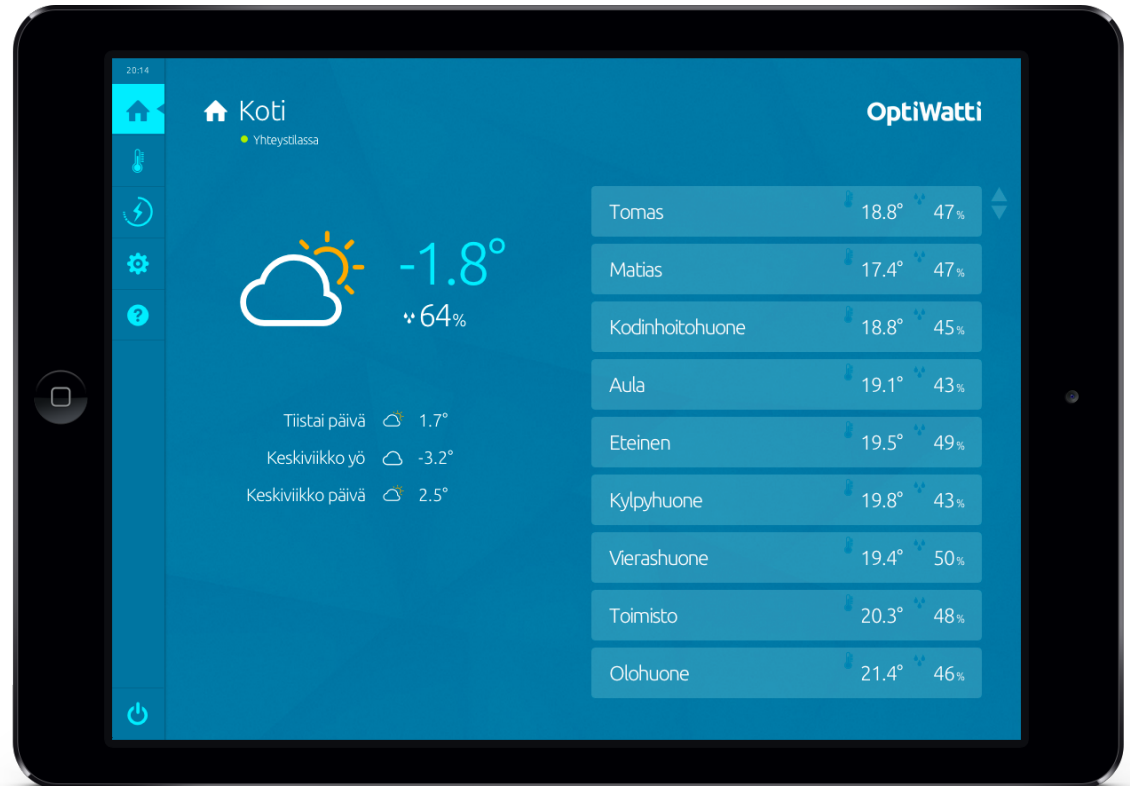 20:14
Koti
Yhteystilassa
OptiWatti
-1.8°
64%
Tiistai päivä 1.7°
Keskiviikko yö -3.2°
Keskiviikko päivä 2.5°
Tomas 18.8° 47%
Matias 17.4° 47%
Kodinhoitohuone 18.8° 45%
Aula 19.1° 43%
Eteinen 19.5° 49%
Kylpyhuone 19.8° 43%
Vierashuone 19.4° 50%
Toimisto 20.3° 48%
Olohuone 21.4° 46%